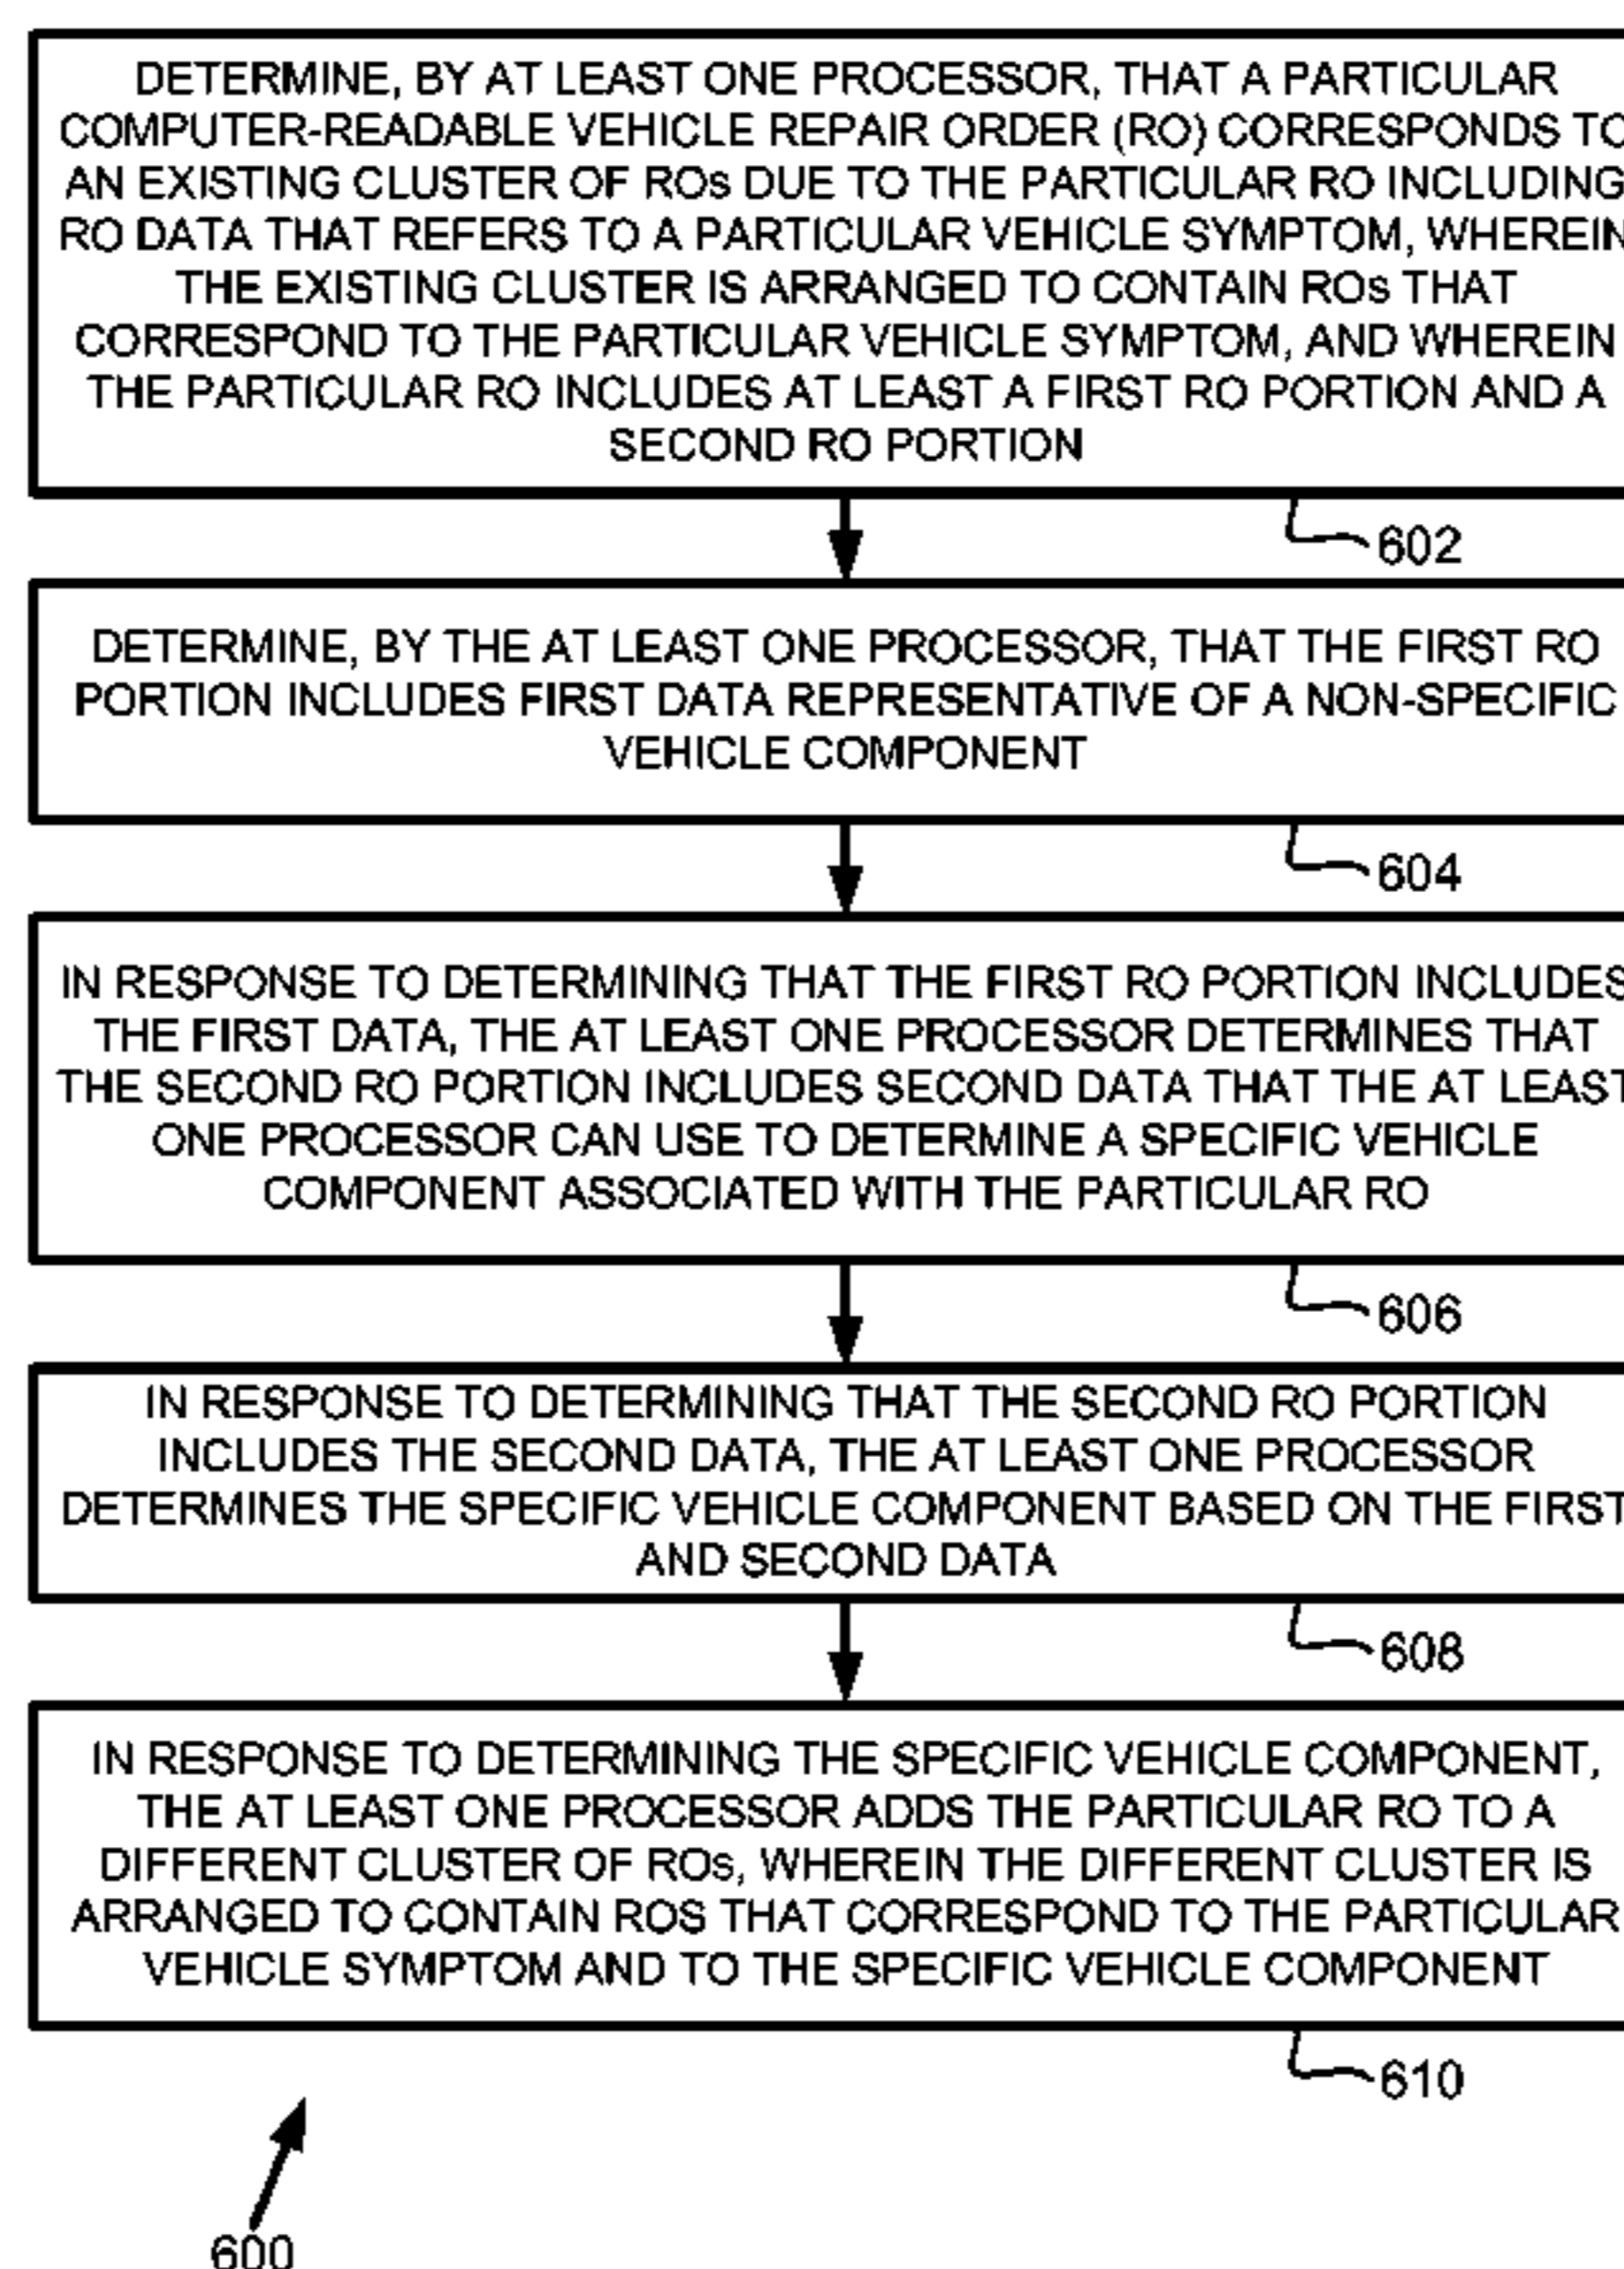 DETERMINE, BY AT LEAST ONE PROCESSOR, THAT A PARTICULAR
COMPUTER-READABLE VEHICLE REPAIR ORDER (RO) CORRESPONDS TO
AN EXISTING CLUSTER OF ROs DUE TO THE PARTICULAR RO INCLUDING
RO DATA THAT REFERS TO A PARTICULAR VEHICLE SYMPTOM, WHEREIN
THE EXISTING CLUSTER IS ARRANGED TO CONTAIN ROs THAT
CORRESPOND TO THE PARTICULAR VEHICLE SYMPTOM, AND WHEREIN
THE PARTICULAR RO INCLUDES AT LEAST A FIRST RO PORTION AND A
SECOND RO PORTION
602
DETERMINE, BY THE AT LEAST ONE PROCESSOR, THAT THE FIRST RO
PORTION INCLUDES FIRST DATA REPRESENTATIVE OF A NON-SPECIFIC
VEHICLE COMPONENT
604
IN RESPONSE TO DETERMINING THAT THE FIRST RO PORTION INCLUDES
THE FIRST DATA, THE AT LEAST ONE PROCESSOR DETERMINES THAT
THE SECOND RO PORTION INCLUDES SECOND DATA THAT THE AT LEAST
ONE PROCESSOR CAN USE TO DETERMINE A SPECIFIC VEHICLE
COMPONENT ASSOCIATED WITH THE PARTICULAR RO
606
IN RESPONSE TO DETERMINING THAT THE SECOND RO PORTION
INCLUDES THE SECOND DATA, THE AT LEAST ONE PROCESSOR
DETERMINES THE SPECIFIC VEHICLE COMPONENT BASED ON THE FIRST
AND SECOND DATA
608
IN RESPONSE TO DETERMINING THE SPECIFIC VEHICLE COMPONENT,
THE AT LEAST ONE PROCESSOR ADDS THE PARTICULAR RO TO A
DIFFERENT CLUSTER OF ROs, WHEREIN THE DIFFERENT CLUSTER IS
ARRANGED TO CONTAIN ROS THAT CORRESPOND TO THE PARTICULAR
VEHICLE SYMPTOM AND TO THE SPECIFIC VEHICLE COMPONENT
610
600